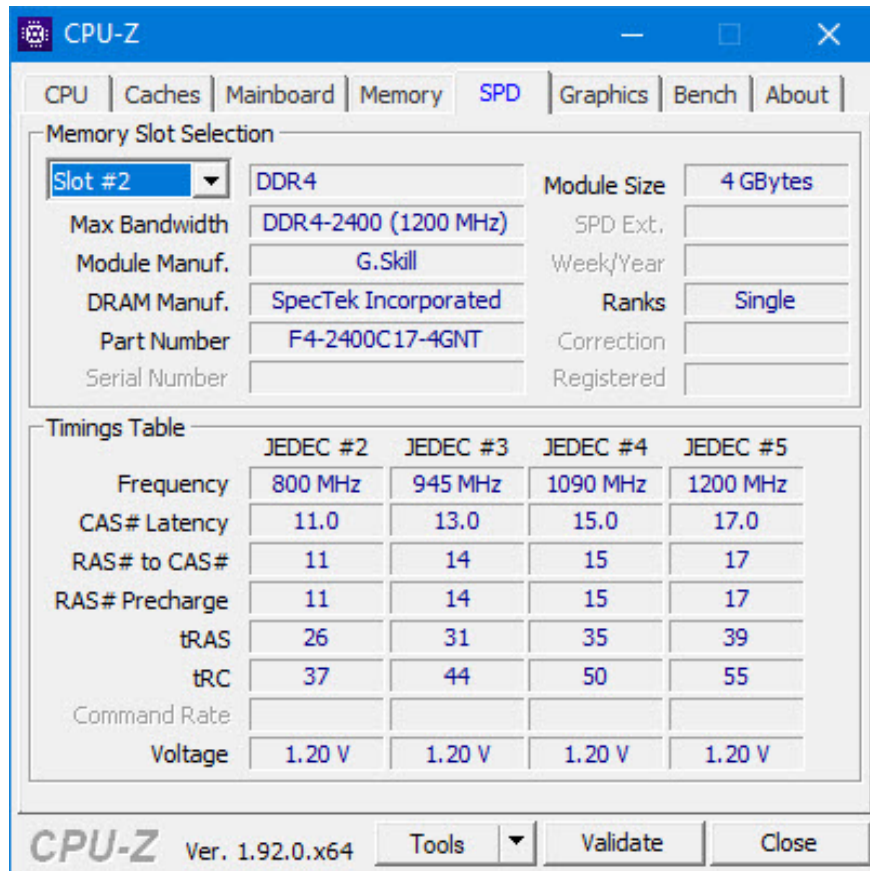 CPU-Z
CPU Caches Mainboard Memory SPD Graphics Bench About
Memory Slot Selection
Slot #2 DDR4 Module Size 4 GBytes
Max Bandwidth DDR4-2400 (1200 MHz) SPD Ext.
Module Manuf. G.Skill Week/Year
DRAM Manuf. SpecTek Incorporated Ranks Single
Part Number F4-2400C17-4GNT Correction
Serial Number Registered
Timings Table
JEDEC #2 JEDEC #3 JEDEC #4 JEDEC #5
Frequency 800 MHz 945 MHz 1090 MHz 1200 MHz
CAS# Latency 11.0 13.0 15.0 17.0
RAS# to CAS# 11 14 15 17
RAS# Precharge 11 14 15 17
tRAS 26 31 35 39
tRC 37 44 50 55
Command Rate
Voltage 1.20 V 1.20 V 1.20 V 1.20 V
CPU-Z Ver. 1.92.0.x64 Tools Validate Close